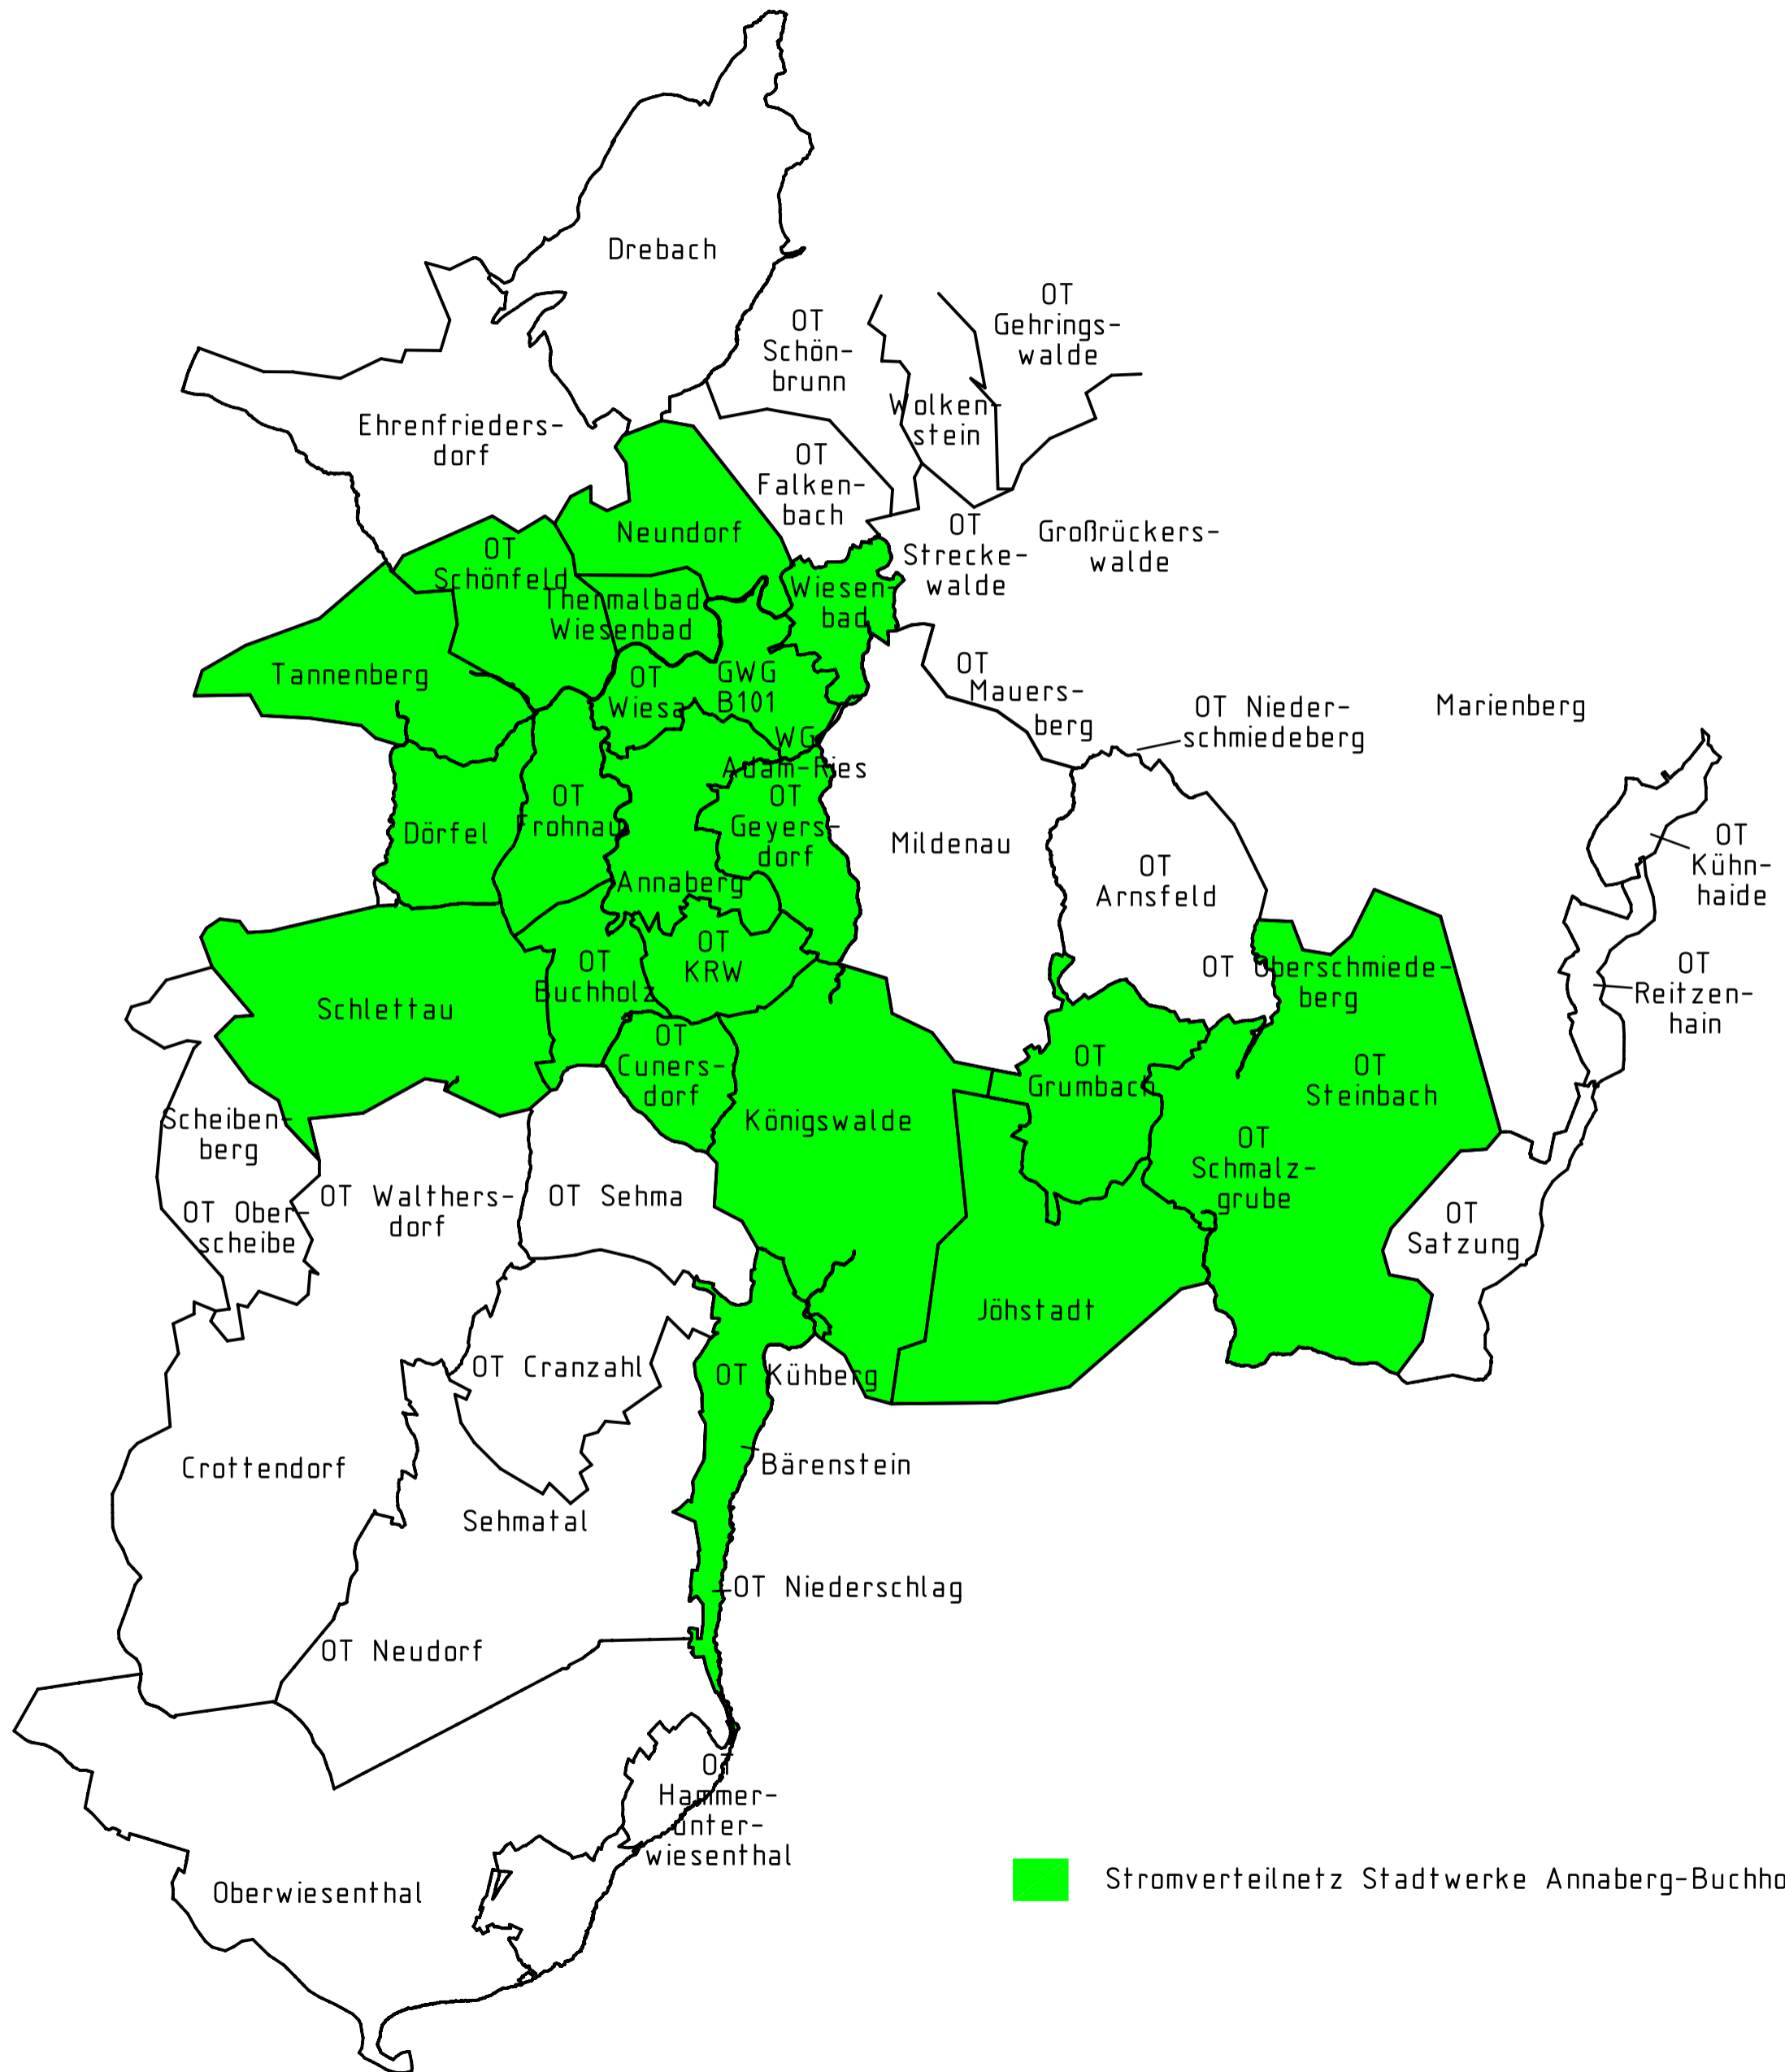 Drebach
OT
Gehrings-
walde
OT
Schön-
brunn
Wolken-
stein
Ehrenfrieders-
dorf
OT
Falken-
bach
OT
Strecke-
walde
Großrückers-
walde
Neundorf
OT
Schönfeld
Thermalbad
Wiesenbad
Wiesen-
bad
Tannenberg
OT
Wiesa
GWG
B101
OT
Mauers-
berg
OT Nieder-
schmiedeberg
Marienberg
WG
Adam-Ries
OT
Geyers-
dorf
OT
Frohnau
Dörfel
Mildenau
OT
Kühn-
haide
OT
Arnsfeld
Annaberg
OT
KRW
OT
Buchholz
OT Oberschmiede-
berg
OT
Reitzen-
hain
Schlettau
OT
Cuners-
dorf
OT
Grumbach
OT
Steinbach
Königswalde
Scheiben-
berg
OT
Schmalz-
grube
OT Walthers-
dorf
OT Sehma
OT Ober-
scheibe
OT
Satzung
Jöhstadt
OT Cranzahl
OT Kühberg
Crottendorf
Bärenstein
Sehmatal
OT Niederschlag
OT Neudorf
OT
Hammer-
unter-
wiesenthal
Oberwiesenthal
Stromverteilnetz Stadtwerke Annaberg-Buchho